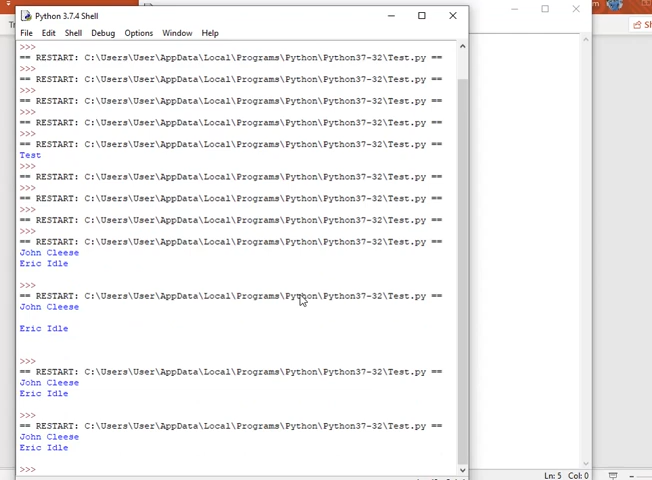 Python 3.7.4 Shell
File Edit Shell Debug Options Window Help
>>>
== RESTART: C:\Users\User\AppData\Local\Programs\Python\Python37-32\Test.py ==
>>>
== RESTART: C:\Users\User\AppData\Local\Programs\Python\Python37-32\Test.py ==
>>>
== RESTART: C:\Users\User\AppData\Local\Programs\Python\Python37-32\Test.py ==
>>>
== RESTART: C:\Users\User\AppData\Local\Programs\Python\Python37-32\Test.py ==
>>>
== RESTART: C:\Users\User\AppData\Local\Programs\Python\Python37-32\Test.py ==
Test
>>>
== RESTART: C:\Users\User\AppData\Local\Programs\Python\Python37-32\Test.py ==
>>>
== RESTART: C:\Users\User\AppData\Local\Programs\Python\Python37-32\Test.py ==
>>>
== RESTART: C:\Users\User\AppData\Local\Programs\Python\Python37-32\Test.py ==
>>>
== RESTART: C:\Users\User\AppData\Local\Programs\Python\Python37-32\Test.py ==
John Cleese
Eric Idle
>>>
== RESTART: C:\Users\User\AppData\Local\Programs\Python\Python37-32\Test.py ==
John Cleese
Eric Idle
>>>
== RESTART: C:\Users\User\AppData\Local\Programs\Python\Python37-32\Test.py ==
John Cleese
Eric Idle
>>>
== RESTART: C:\Users\User\AppData\Local\Programs\Python\Python37-32\Test.py ==
John Cleese
Eric Idle
>>>
Ln: 5 Col: 0